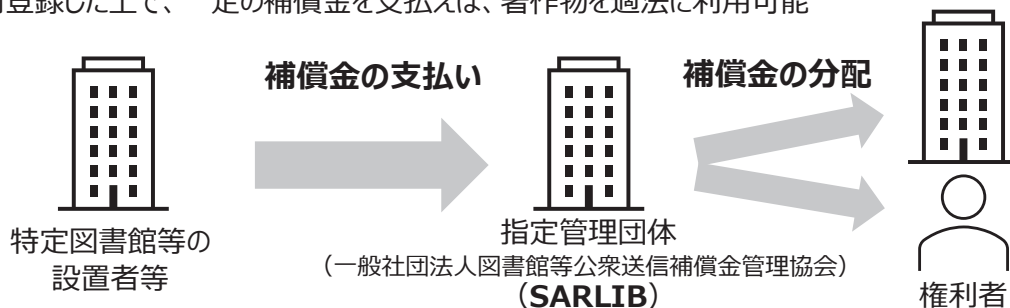 登録した上で、一定の補償金を支払えば、著作物を適法に利用可能
補償金の支払い
補償金の分配
特定図書館等の
設置者等
指定管理団体
（一般社団法人図書館等公衆送信補償金管理協会）
（SARLIB）
権利者